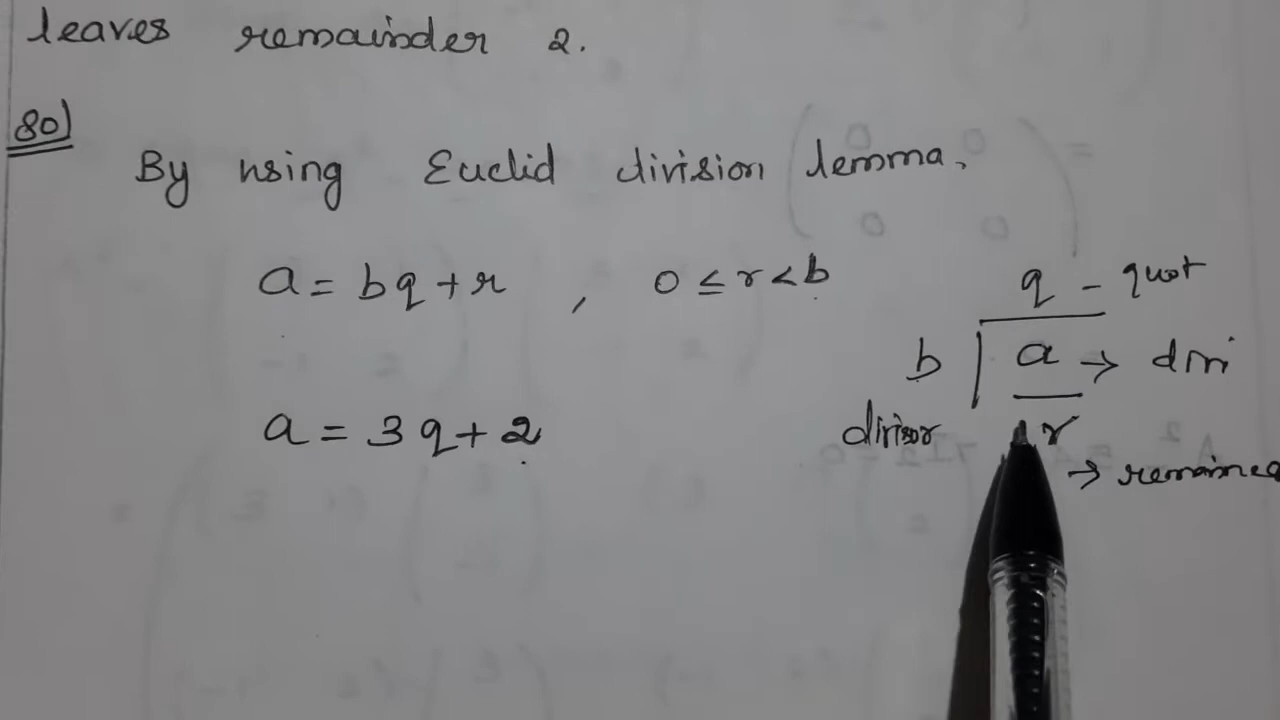 leaves remainder 2.
80)
By using Euclid division lemma,
a = bq + r , 0 ≤ r < b
q - quot
b a → divi
a = 3q + 2
divisor r
→ remainde